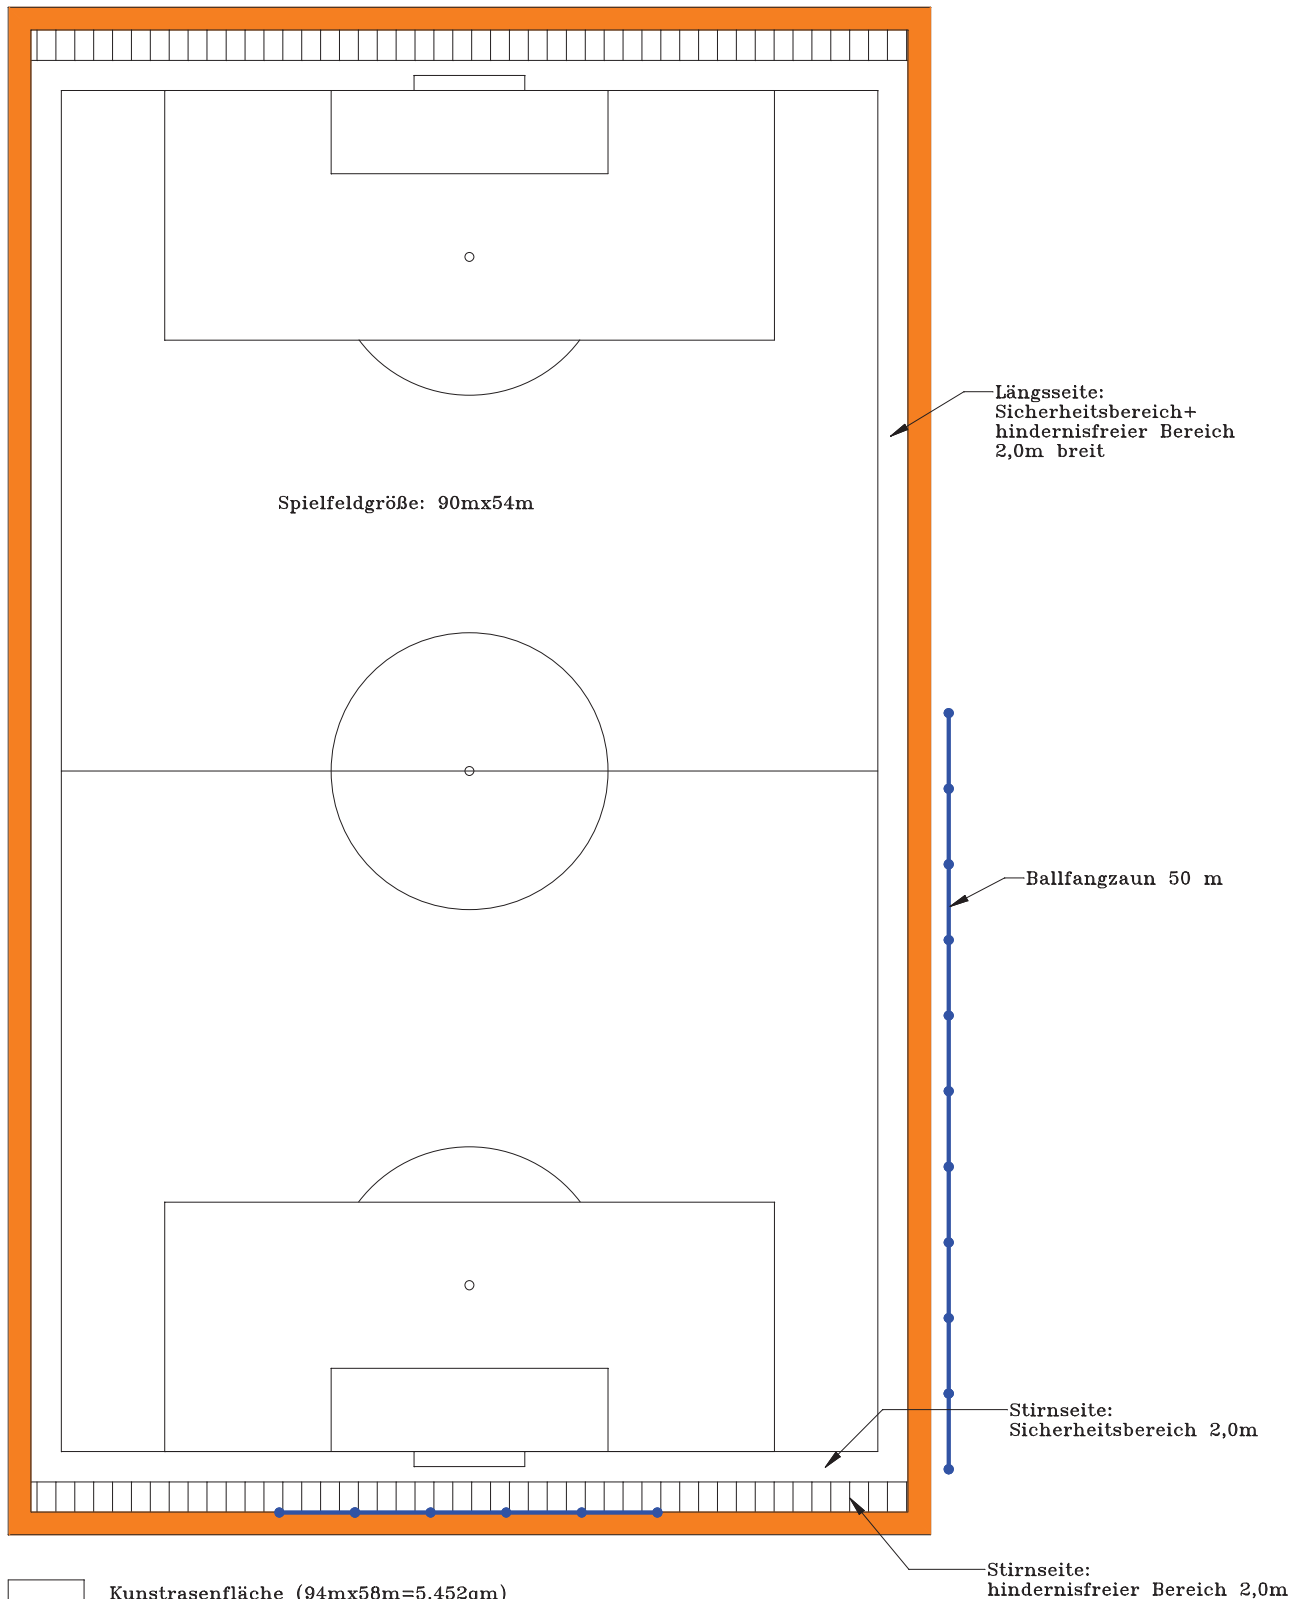 Längsseite:
Sicherheitsbereich+
hindernisfreier Bereich
2,0m breit
Spielfeldgröße: 90mx54m
Ballfangzaun 50 m
Stirnseite:
Sicherheitsbereich 2,0m
Stirnseite:
hindernisfreier Bereich 2,0m
Kunstrasenfläche (94mx58m=5.452qm)